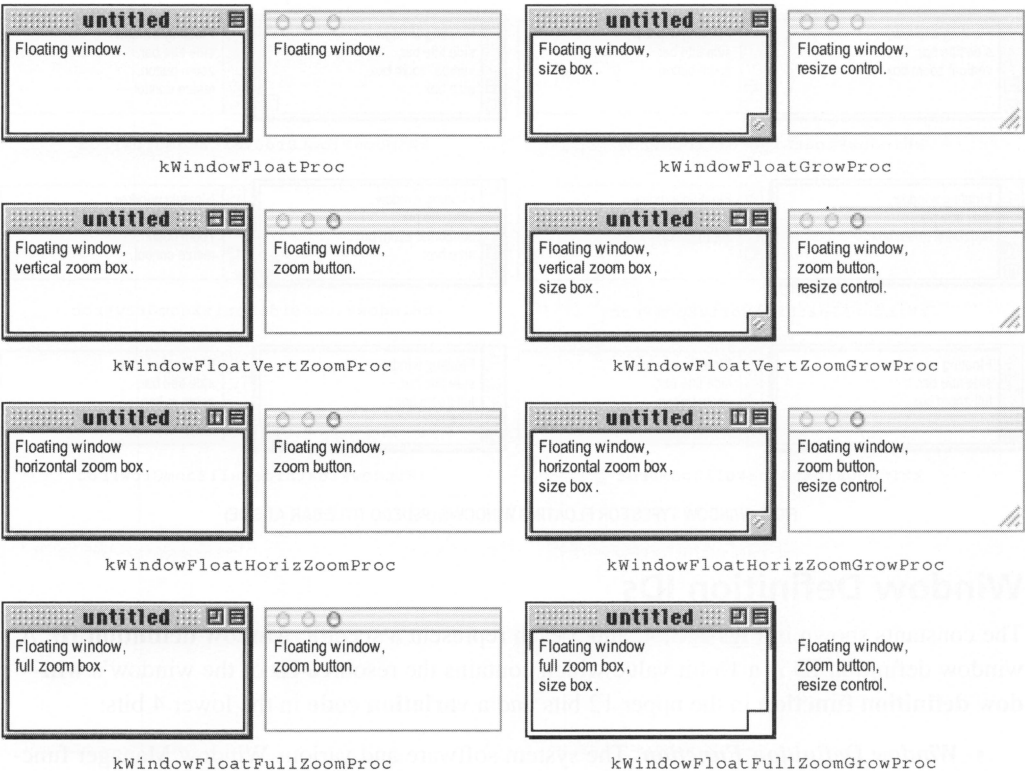 untitled
Floating window.
Floating window.
untitled
Floating window,
size box.
Floating window,
resize control.
kWindowFloatProc
kWindowFloatGrowProc
untitled
Floating window,
vertical zoom box.
Floating window,
zoom button.
untitled
Floating window,
vertical zoom box,
size box.
Floating window,
zoom button,
resize control.
kWindowFloatVertZoomProc
kWindowFloatVertZoomGrowProc
untitled
Floating window
horizontal zoom box.
Floating window,
zoom button.
untitled
Floating window,
horizontal zoom box,
size box.
Floating window,
zoom button,
resize control.
kWindowFloatHorizZoomProc
kWindowFloatHorizZoomGrowProc
untitled
Floating window,
full zoom box.
Floating window,
zoom button.
untitled
Floating window
full zoom box,
size box.
Floating window,
zoom button,
resize control.
kWindowFloatFullZoomProc
kWindowFloatFullZoomGrowProc